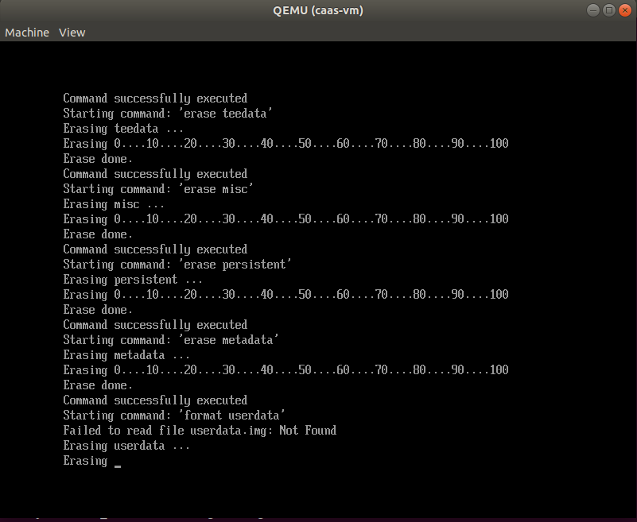 QEMU (caas-vm)
Machine View
Command successfully executed
Starting command: 'erase teedata'
Erasing teedata ...
Erasing 0....10....20....30....40....50....60....70....80....90....100
Erase done.
Command successfully executed
Starting command: 'erase misc'
Erasing misc ...
Erasing 0....10....20....30....40....50....60....70....80....90....100
Erase done.
Command successfully executed
Starting command: 'erase persistent'
Erasing persistent ...
Erasing 0....10....20....30....40....50....60....70....80....90....100
Erase done.
Command successfully executed
Starting command: 'erase metadata'
Erasing metadata ...
Erasing 0....10....20....30....40....50....60....70....80....90....100
Erase done.
Command successfully executed
Starting command: 'format userdata'
Failed to read file userdata.img: Not Found
Erasing userdata ...
Erasing _